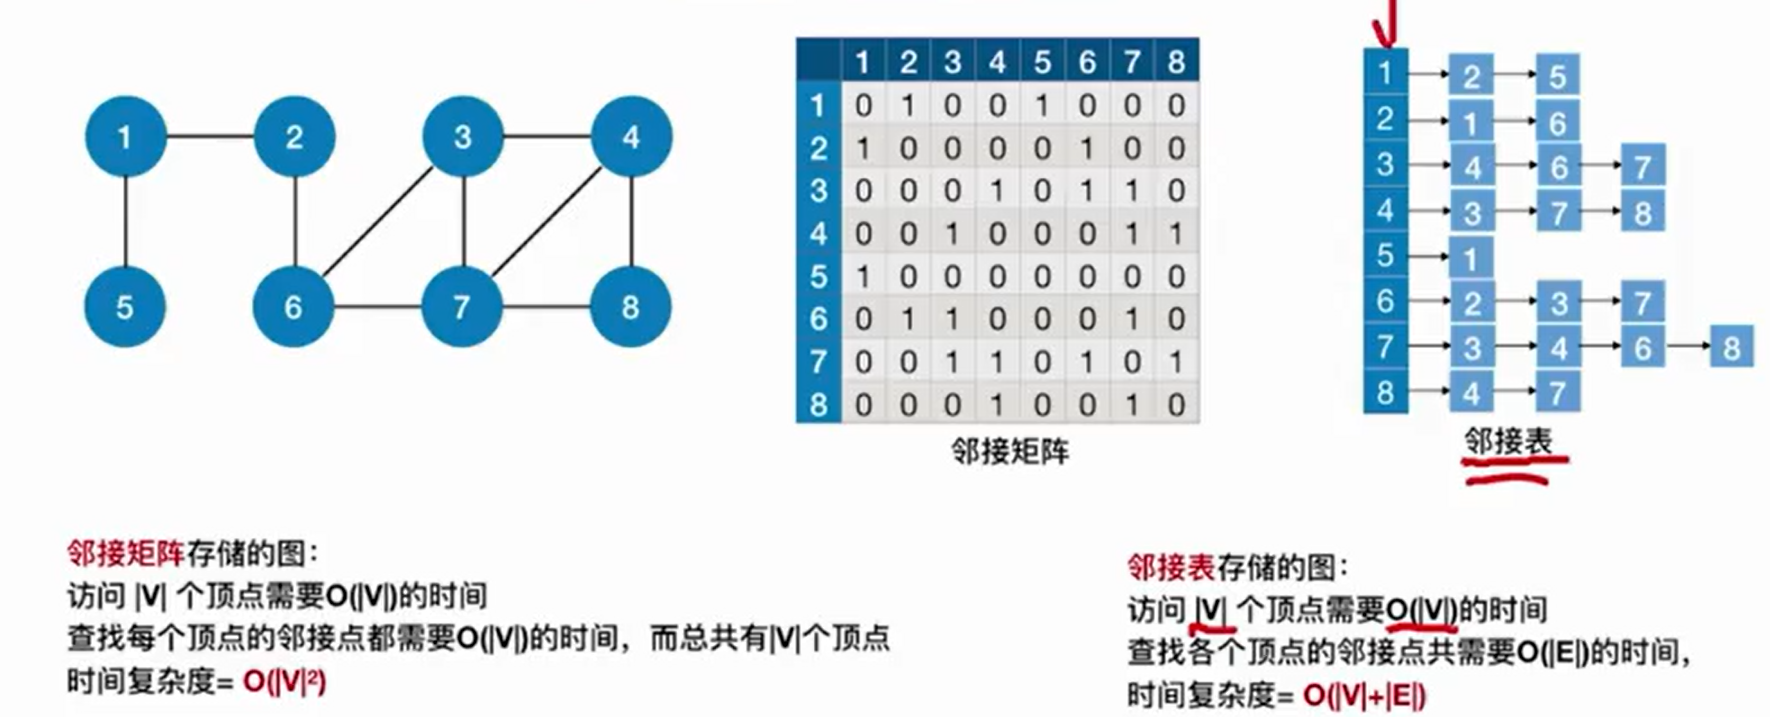 1 2 3 4
5 6 7 8
1 2 3 4 5 6 7 8
1 0 1 0 0 1 0 0 0
2 1 0 0 0 0 1 0 0
3 0 0 0 1 0 1 1 0
4 0 0 1 0 0 0 1 1
5 1 0 0 0 0 0 0 0
6 0 1 1 0 0 0 1 0
7 0 0 1 1 0 1 0 1
8 0 0 0 1 0 0 1 0
邻接矩阵
1 2 5
2 1 6
3 4 6 7
4 3 7 8
5 1
6 2 3 7
7 3 4 6 8
8 4 7
邻接表
邻接矩阵存储的图：
访问 |V| 个顶点需要O(|V|)的时间
查找每个顶点的邻接点都需要O(|V|)的时间，而总共有|V|个顶点
时间复杂度= O(|V|²)
邻接表存储的图：
访问 |V| 个顶点需要O(|V|)的时间
查找各个顶点的邻接点共需要O(|E|)的时间，
时间复杂度= O(|V|+|E|)